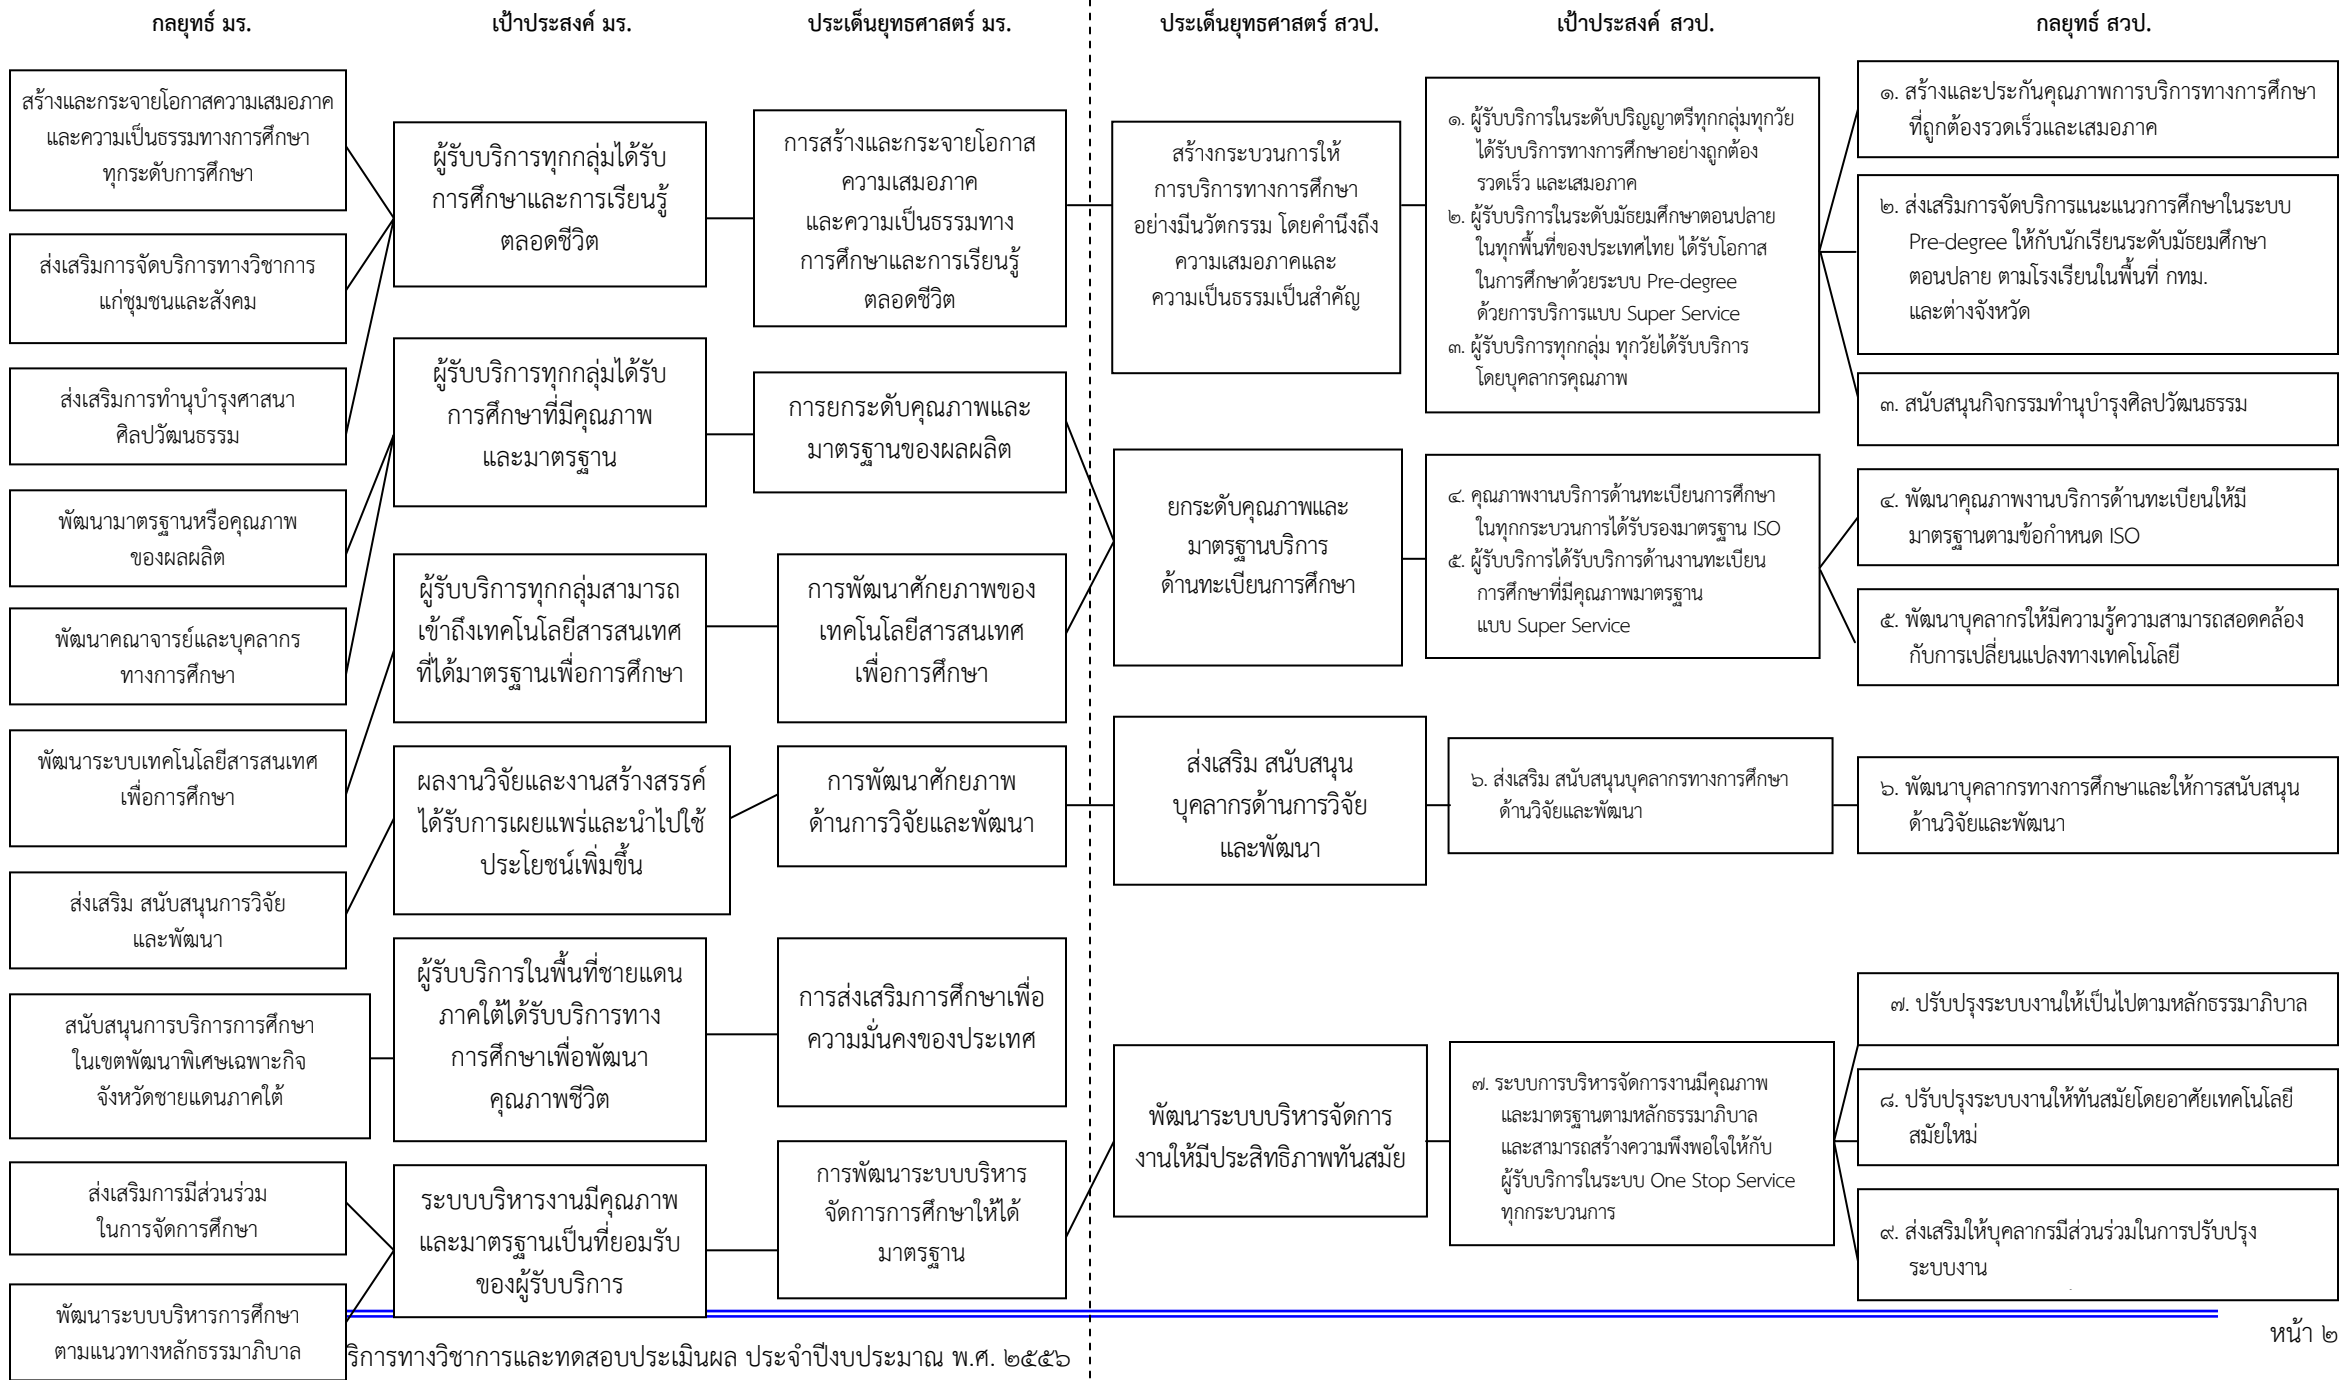 กลยุทธ์ มร.
เป้าประสงค์ มร.
ประเด็นยุทธศาสตร์ มร.
ประเด็นยุทธศาสตร์ สวป.
เป้าประสงค์ สวป.
กลยุทธ์ สวป.
สร้างและกระจายโอกาสความเสมอภาค
และความเป็นธรรมทางการศึกษา
ทุกระดับการศึกษา
ส่งเสริมการจัดบริการทางวิชาการ
แก่ชุมชนและสังคม
ส่งเสริมการทำนุบำรุงศาสนา
ศิลปวัฒนธรรม
พัฒนามาตรฐานหรือคุณภาพ
ของผลผลิต
พัฒนาคณาจารย์และบุคลากร
ทางการศึกษา
พัฒนาระบบเทคโนโลยีสารสนเทศ
เพื่อการศึกษา
ส่งเสริม สนับสนุนการวิจัย
และพัฒนา
สนับสนุนการบริการการศึกษา
ในเขตพัฒนาพิเศษเฉพาะกิจ
จังหวัดชายแดนภาคใต้
ส่งเสริมการมีส่วนร่วม
ในการจัดการศึกษา
พัฒนาระบบบริหารการศึกษา
ตามแนวทางหลักธรรมาภิบาล
ผู้รับบริการทุกกลุ่มได้รับ
การศึกษาและการเรียนรู้
ตลอดชีวิต
ผู้รับบริการทุกกลุ่มได้รับ
การศึกษาที่มีคุณภาพ
และมาตรฐาน
ผู้รับบริการทุกกลุ่มสามารถ
เข้าถึงเทคโนโลยีสารสนเทศ
ที่ได้มาตรฐานเพื่อการศึกษา
ผลงานวิจัยและงานสร้างสรรค์
ได้รับการเผยแพร่และนำไปใช้
ประโยชน์เพิ่มขึ้น
ผู้รับบริการในพื้นที่ชายแดน
ภาคใต้ได้รับบริการทาง
การศึกษาเพื่อพัฒนา
คุณภาพชีวิต
ระบบบริหารงานมีคุณภาพ
และมาตรฐานเป็นที่ยอมรับ
ของผู้รับบริการ
การสร้างและกระจายโอกาส
ความเสมอภาค
และความเป็นธรรมทาง
การศึกษาและการเรียนรู้
ตลอดชีวิต
การยกระดับคุณภาพและ
มาตรฐานของผลผลิต
การพัฒนาศักยภาพของ
เทคโนโลยีสารสนเทศ
เพื่อการศึกษา
การพัฒนาศักยภาพ
ด้านการวิจัยและพัฒนา
การส่งเสริมการศึกษาเพื่อ
ความมั่นคงของประเทศ
การพัฒนาระบบบริหาร
จัดการการศึกษาให้ได้
มาตรฐาน
สร้างกระบวนการให้
การบริการทางการศึกษา
อย่างมีนวัตกรรม โดยคำนึงถึง
ความเสมอภาคและ
ความเป็นธรรมเป็นสำคัญ
ยกระดับคุณภาพและ
มาตรฐานบริการ
ด้านทะเบียนการศึกษา
ส่งเสริม สนับสนุน
บุคลากรด้านการวิจัย
และพัฒนา
พัฒนาระบบบริหารจัดการ
งานให้มีประสิทธิภาพทันสมัย
๑. ผู้รับบริการในระดับปริญญาตรีทุกกลุ่มทุกวัย
ได้รับบริการทางการศึกษาอย่างถูกต้อง
รวดเร็ว และเสมอภาค
๒. ผู้รับบริการในระดับมัธยมศึกษาตอนปลาย
ในทุกพื้นที่ของประเทศไทย ได้รับโอกาส
ในการศึกษาด้วยระบบ Pre-degree
ด้วยการบริการแบบ Super Service
๓. ผู้รับบริการทุกกลุ่ม ทุกวัยได้รับบริการ
โดยบุคลากรคุณภาพ
๔. คุณภาพงานบริการด้านทะเบียนการศึกษา
ในทุกกระบวนการได้รับรองมาตรฐาน ISO
๕. ผู้รับบริการได้รับบริการด้านงานทะเบียน
การศึกษาที่มีคุณภาพมาตรฐาน
แบบ Super Service
๖. ส่งเสริม สนับสนุนบุคลากรทางการศึกษา
ด้านวิจัยและพัฒนา
๗. ระบบการบริหารจัดการงานมีคุณภาพ
และมาตรฐานตามหลักธรรมาภิบาล
และสามารถสร้างความพึงพอใจให้กับ
ผู้รับบริการในระบบ One Stop Service
ทุกกระบวนการ
๑. สร้างและประกันคุณภาพการบริการทางการศึกษา
ที่ถูกต้องรวดเร็วและเสมอภาค
๒. ส่งเสริมการจัดบริการแนะแนวการศึกษาในระบบ
Pre-degree ให้กับนักเรียนระดับมัธยมศึกษา
ตอนปลาย ตามโรงเรียนในพื้นที่ กทม.
และต่างจังหวัด
๓. สนับสนุนกิจกรรมทำนุบำรุงศิลปวัฒนธรรม
๔. พัฒนาคุณภาพงานบริการด้านทะเบียนให้มี
มาตรฐานตามข้อกำหนด ISO
๕. พัฒนาบุคลากรให้มีความรู้ความสามารถสอดคล้อง
กับการเปลี่ยนแปลงทางเทคโนโลยี
๖. พัฒนาบุคลากรทางการศึกษาและให้การสนับสนุน
ด้านวิจัยและพัฒนา
๗. ปรับปรุงระบบงานให้เป็นไปตามหลักธรรมาภิบาล
๘. ปรับปรุงระบบงานให้ทันสมัยโดยอาศัยเทคโนโลยี
สมัยใหม่
๙. ส่งเสริมให้บุคลากรมีส่วนร่วมในการปรับปรุง
ระบบงาน
ริการทางวิชาการและทดสอบประเมินผล ประจำปีงบประมาณ พ.ศ. ๒๕๕๖
หน้า ๒